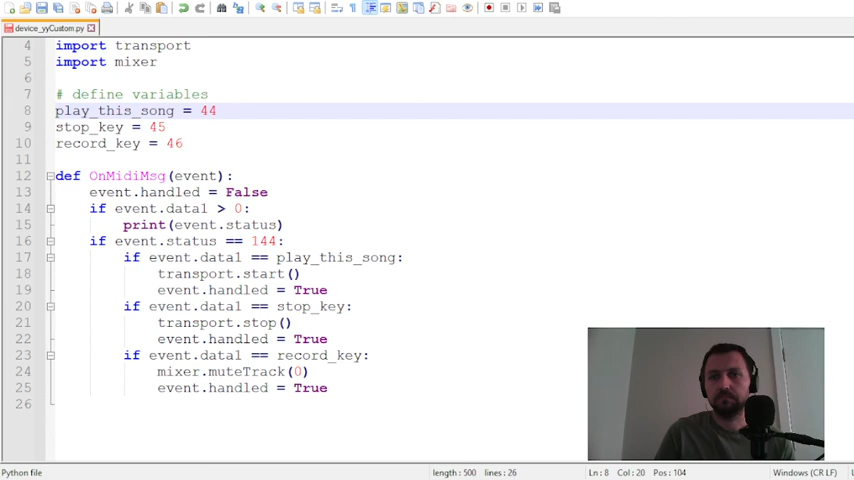 device_yyCustom.py
4 import transport
5 import mixer
6
7 # define variables
8 play_this_song = 44
9 stop_key = 45
10 record_key = 46
11
12 def OnMidiMsg(event):
13 event.handled = False
14 if event.data1 > 0:
15 print(event.status)
16 if event.status == 144:
17 if event.data1 == play_this_song:
18 transport.start()
19 event.handled = True
20 if event.data1 == stop_key:
21 transport.stop()
22 event.handled = True
23 if event.data1 == record_key:
24 mixer.muteTrack(0)
25 event.handled = True
26
Python file length: 500 lines: 26 Ln: 8 Col: 20 Pos: 104 Windows (CR LF)